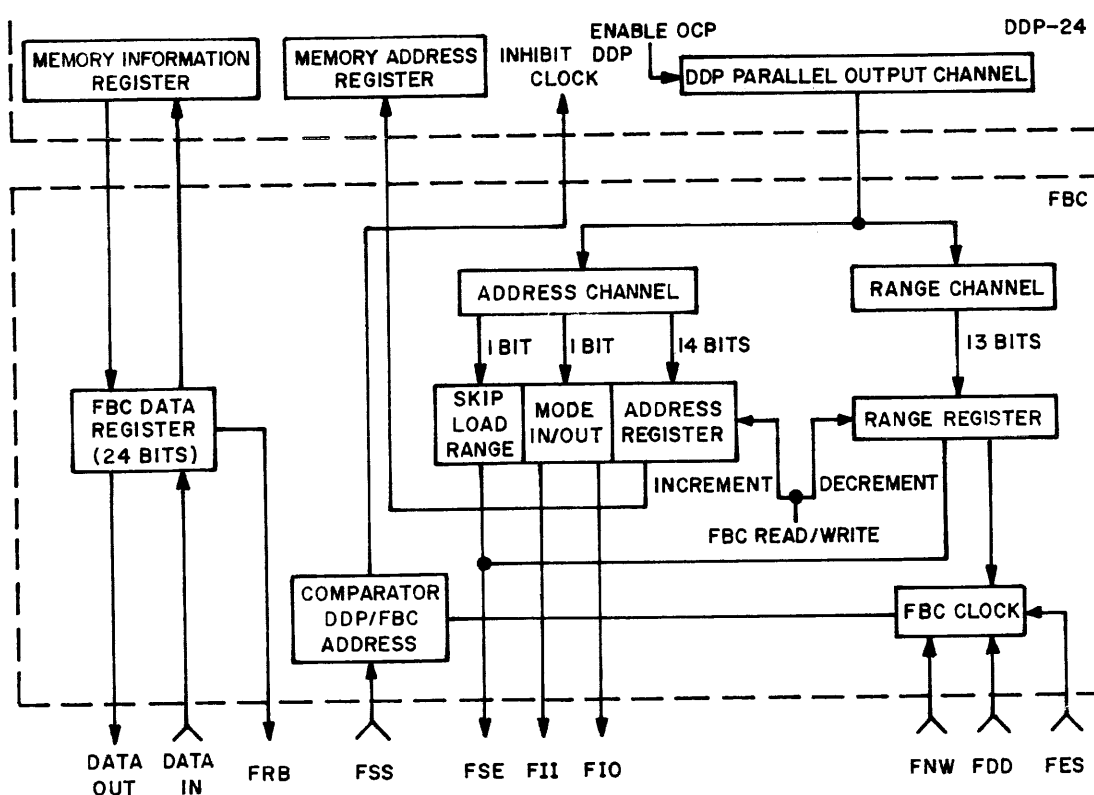 DDP-24
MEMORY INFORMATION
REGISTER
MEMORY ADDRESS
REGISTER
INHIBIT DDP
CLOCK
ENABLE OCP
DDP PARALLEL OUTPUT CHANNEL
FBC
ADDRESS CHANNEL
RANGE CHANNEL
1 BIT
1 BIT
14 BITS
13 BITS
FBC DATA
REGISTER
(24 BITS)
SKIP
LOAD
RANGE
MODE
IN/OUT
ADDRESS
REGISTER
RANGE REGISTER
INCREMENT
DECREMENT
FBC READ/WRITE
COMPARATOR
DDP/FBC
ADDRESS
FBC CLOCK
DATA
OUT
DATA
IN
FRB
FSS
FSE
FII
FIO
FNW
FDD
FES